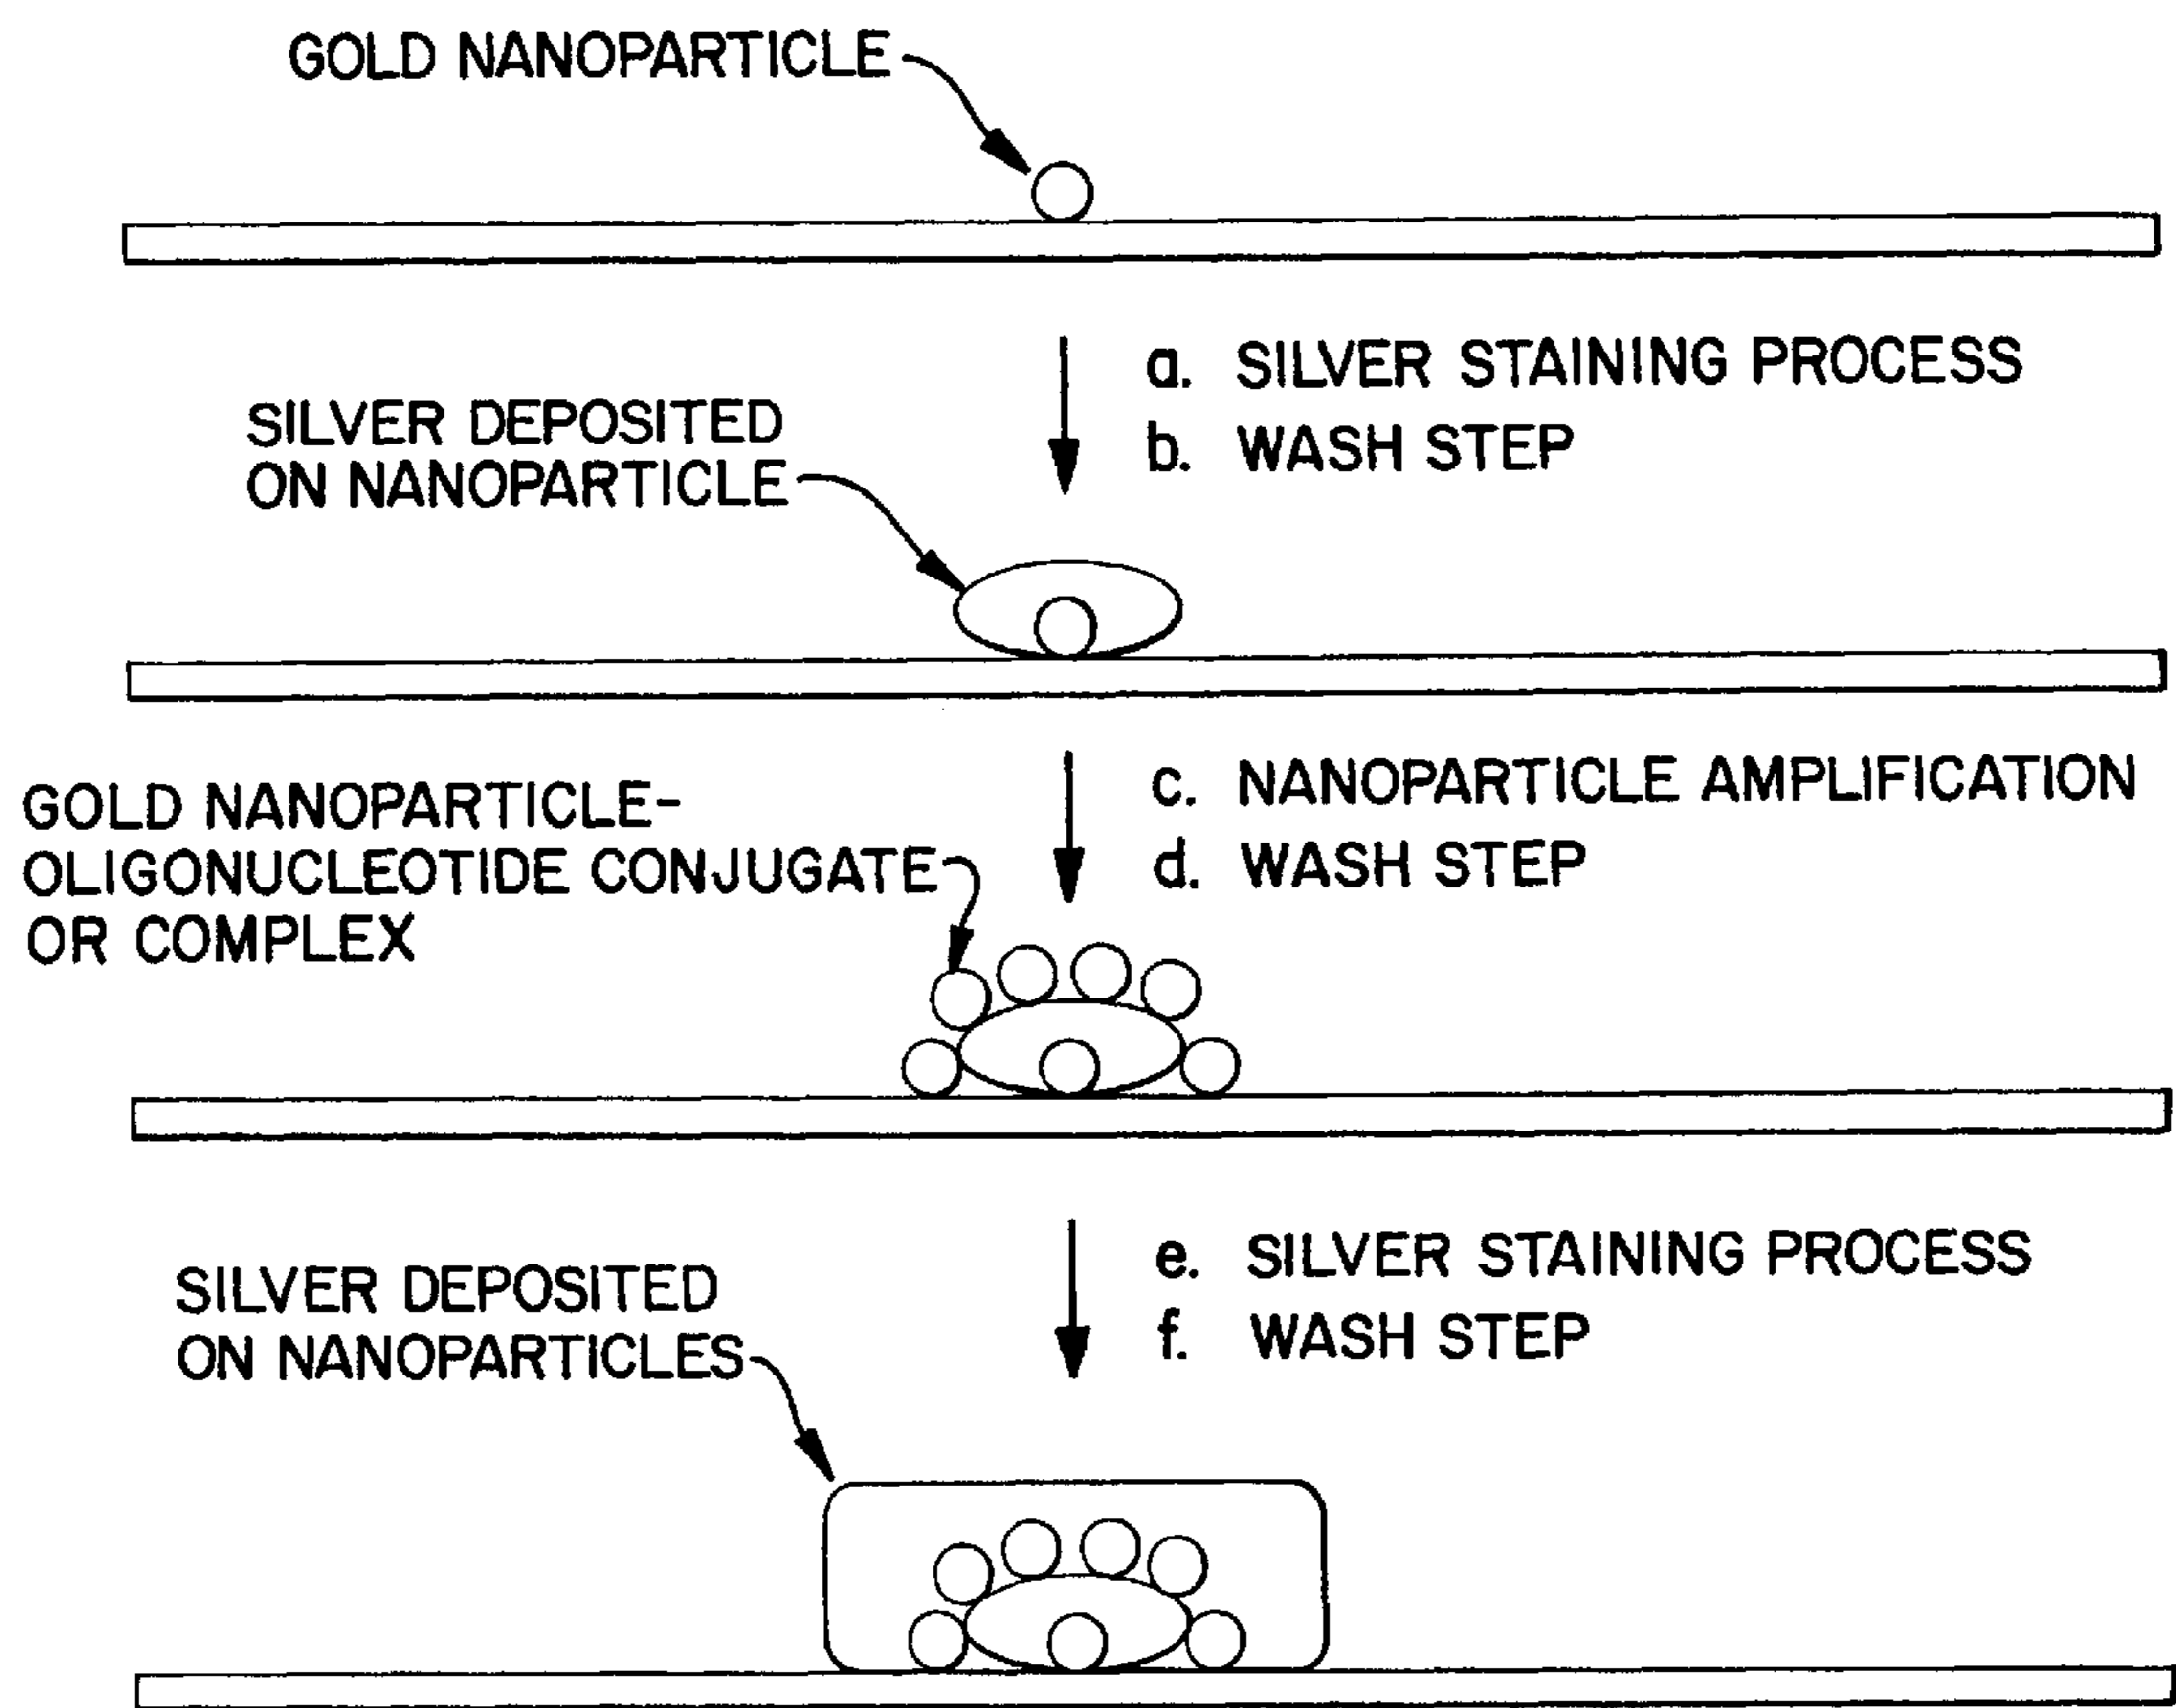 GOLD NANOPARTICLE
a. SILVER STAINING PROCESS
b. WASH STEP
SILVER DEPOSITED
ON NANOPARTICLE
c. NANOPARTICLE AMPLIFICATION
d. WASH STEP
GOLD NANOPARTICLE-
OLIGONUCLEOTIDE CONJUGATE
OR COMPLEX
e. SILVER STAINING PROCESS
f. WASH STEP
SILVER DEPOSITED
ON NANOPARTICLES